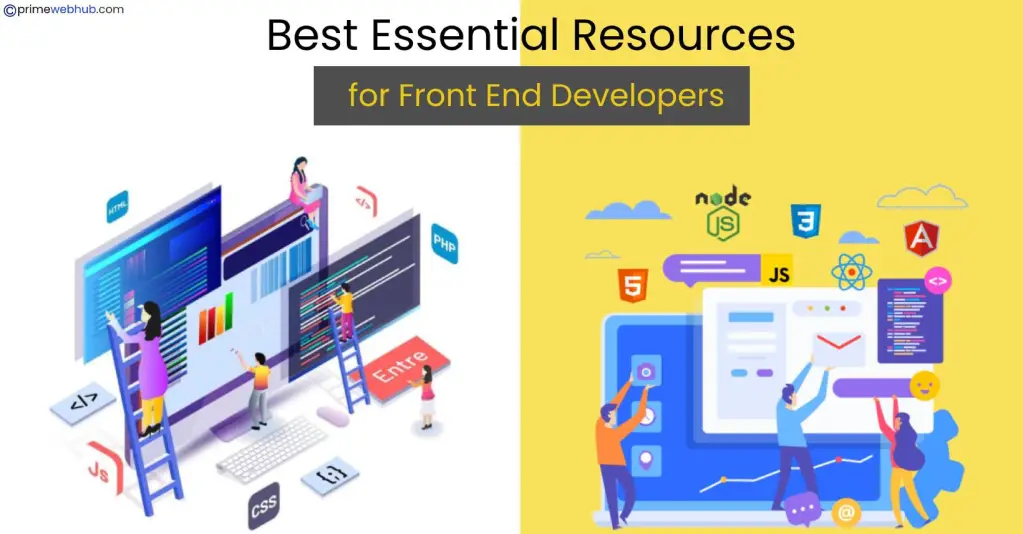 ©primewebhub.com
Best Essential Resources
for Front End Developers
HTML
</>
PHP
node
JS
3
A
5
JS
<>
Entre
</>
Js
{:}
CSS
@